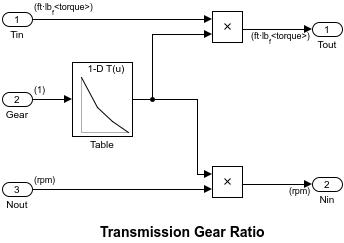 (ft·lbf<torque>)
1
Tin
×
(ft·lbf<torque>)
1
Tout
1-D T(u)
(1)
2
Gear
Table
(rpm)
3
Nout
×
(rpm)
2
Nin
Transmission Gear Ratio